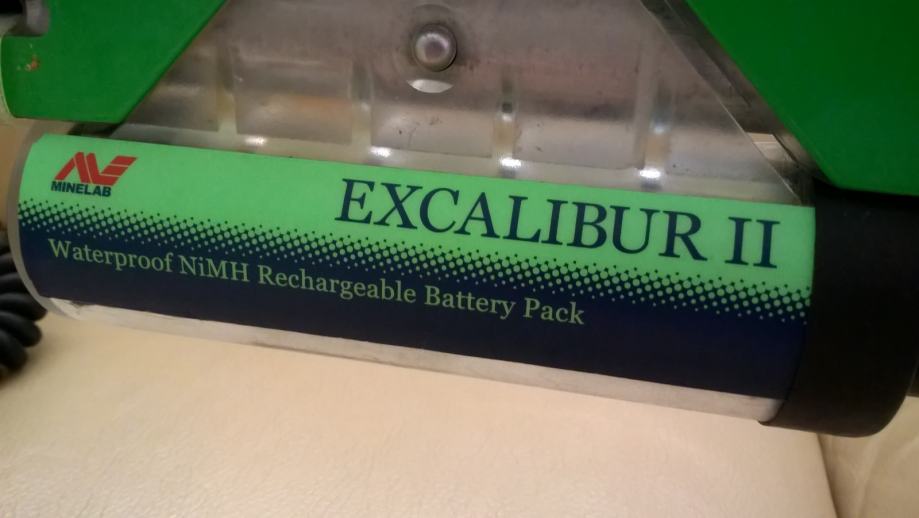 MINELAB
EXCALIBUR II
Waterproof NiMH Rechargeable Battery Pack